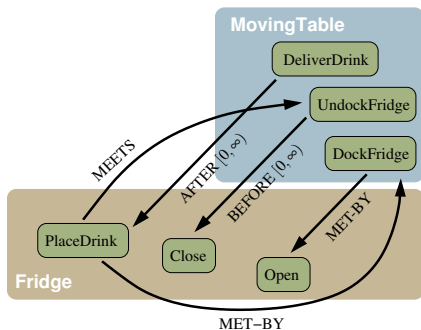 MovingTable
DeliverDrink
UndockFridge
DockFridge
MEETS
AFTER [0, ∞)
BEFORE [0, ∞)
MET-BY
PlaceDrink
Close
Open
Fridge
MET−BY